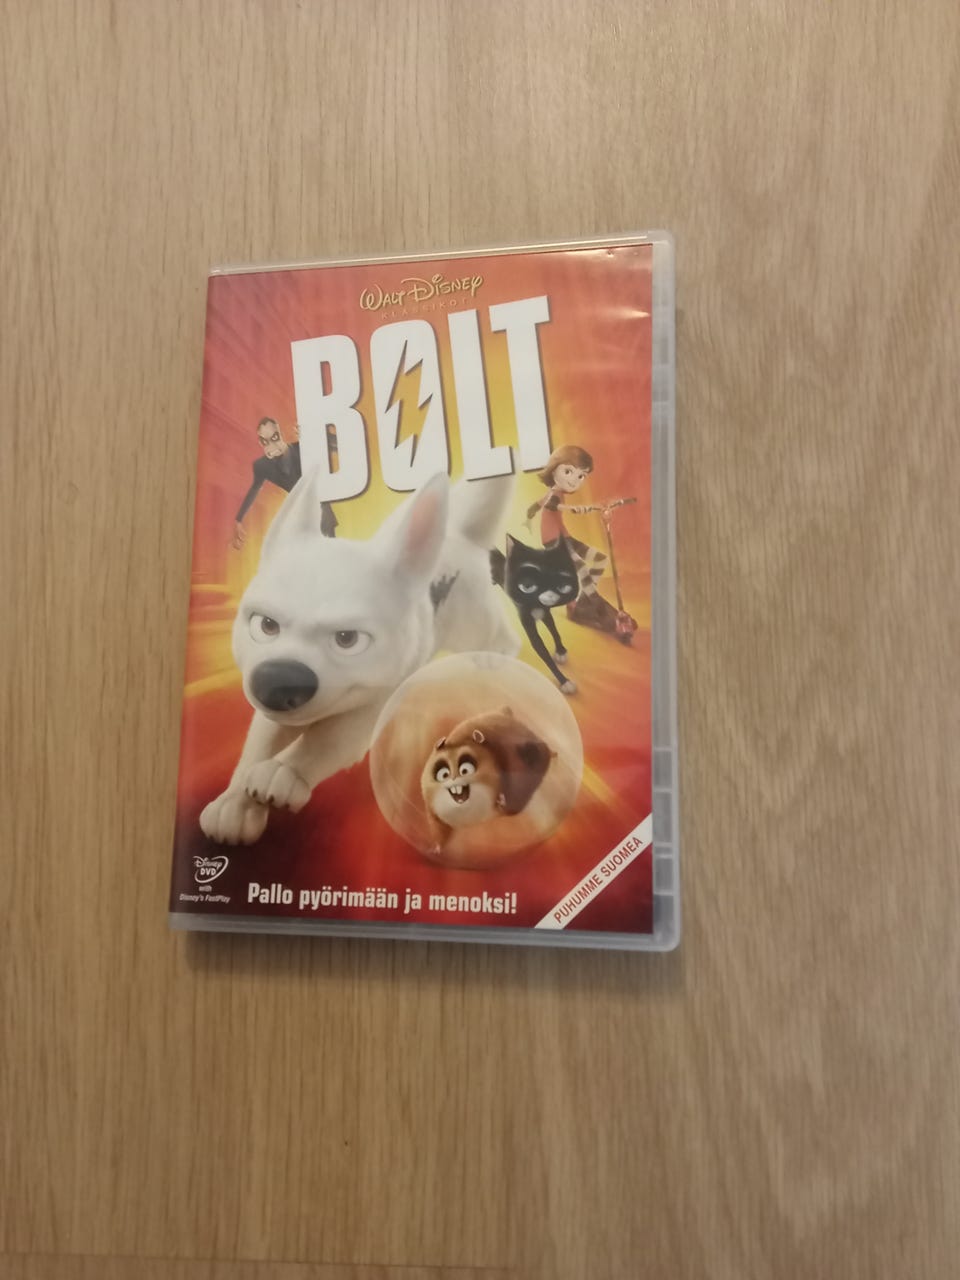 WALT DISNEY
KLASSIKOT
BOLT
Disney
DVD
with
Disney's FastPlay
Pallo pyörimään ja menoksi!
PUHUMME SUOMEA